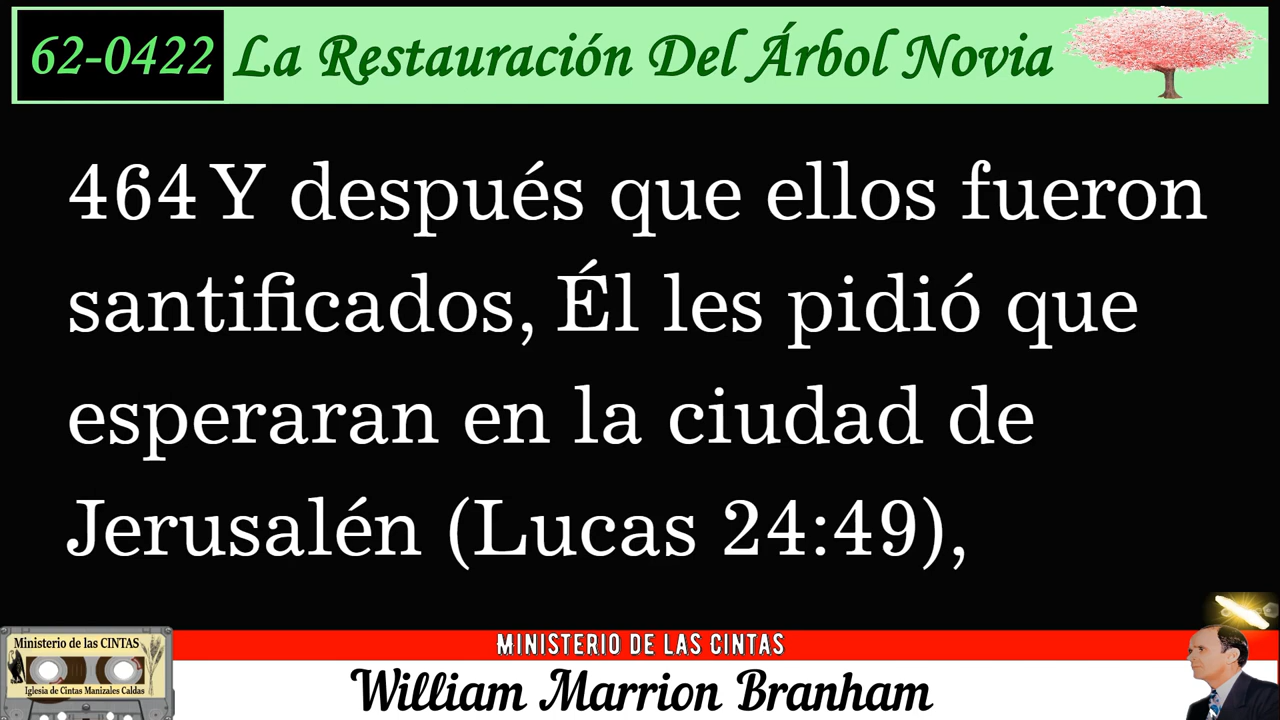 62-0422 La Restauración Del Árbol Novia
464 Y después que ellos fueron
santificados, Él les pidió que
esperaran en la ciudad de
Jerusalén (Lucas 24:49),
Ministerio de las CINTAS
Iglesia de Cintas Manizales Caldas
MINISTERIO DE LAS CINTAS
William Marrion Branham